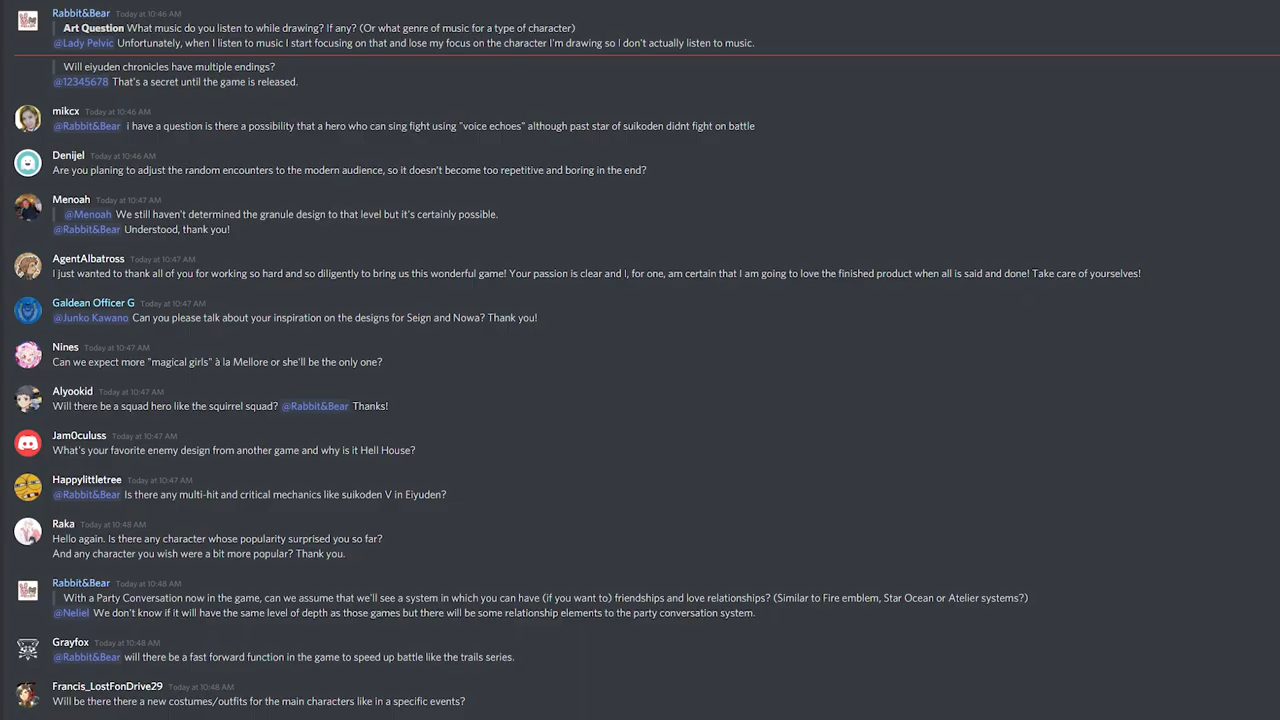 Rabbit&Bear Today at 10:46 AM
Art Question What music do you listen to while drawing? If any? (Or what genre of music for a type of character)
@Lady Pelvic Unfortunately, when I listen to music I start focusing on that and lose my focus on the character I'm drawing so I don't actually listen to music.
Will eiyuden chronicles have multiple endings?
@12345678 That's a secret until the game is released.
mikcx Today at 10:46 AM
@Rabbit&Bear i have a question is there a possibility that a hero who can sing fight using "voice echoes" although past star of suikoden didnt fight on battle
Denijel Today at 10:46 AM
Are you planing to adjust the random encounters to the modern audience, so it doesn't become too repetitive and boring in the end?
Menoah Today at 10:47 AM
@Menoah We still haven't determined the granule design to that level but it's certainly possible.
@Rabbit&Bear Understood, thank you!
AgentAlbatross Today at 10:47 AM
I just wanted to thank all of you for working so hard and so diligently to bring us this wonderful game! Your passion is clear and I, for one, am certain that I am going to love the finished product when all is said and done! Take care of yourselves!
Galdean Officer G Today at 10:47 AM
@Junko Kawano Can you please talk about your inspiration on the designs for Seign and Nowa? Thank you!
Nines Today at 10:47 AM
Can we expect more "magical girls" à la Mellore or she'll be the only one?
Alyookid Today at 10:47 AM
Will there be a squad hero like the squirrel squad? @Rabbit&Bear Thanks!
Jam0culuss Today at 10:47 AM
What's your favorite enemy design from another game and why is it Hell House?
Happylittletree Today at 10:47 AM
@Rabbit&Bear Is there any multi-hit and critical mechanics like suikoden V in Eiyuden?
Raka Today at 10:48 AM
Hello again. Is there any character whose popularity surprised you so far?
And any character you wish were a bit more popular? Thank you.
Rabbit&Bear Today at 10:48 AM
With a Party Conversation now in the game, can we assume that we'll see a system in which you can have (if you want to) friendships and love relationships? (Similar to Fire emblem, Star Ocean or Atelier systems?)
@Neliel We don't know if it will have the same level of depth as those games but there will be some relationship elements to the party conversation system.
Grayfox Today at 10:48 AM
@Rabbit&Bear will there be a fast forward function in the game to speed up battle like the trails series.
Francis_LostFonDrive29 Today at 10:48 AM
Will be there there a new costumes/outfits for the main characters like in a specific events?